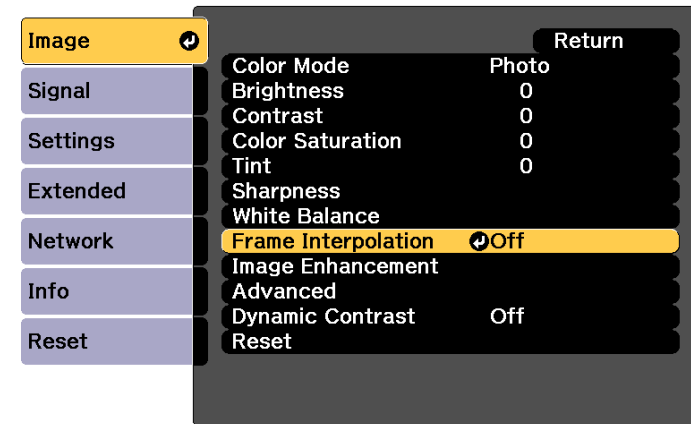 Image
Signal
Settings
Extended
Network
Info
Reset
Return
Color Mode Photo
Brightness 0
Contrast 0
Color Saturation 0
Tint 0
Sharpness
White Balance
Frame Interpolation Off
Image Enhancement
Advanced
Dynamic Contrast Off
Reset